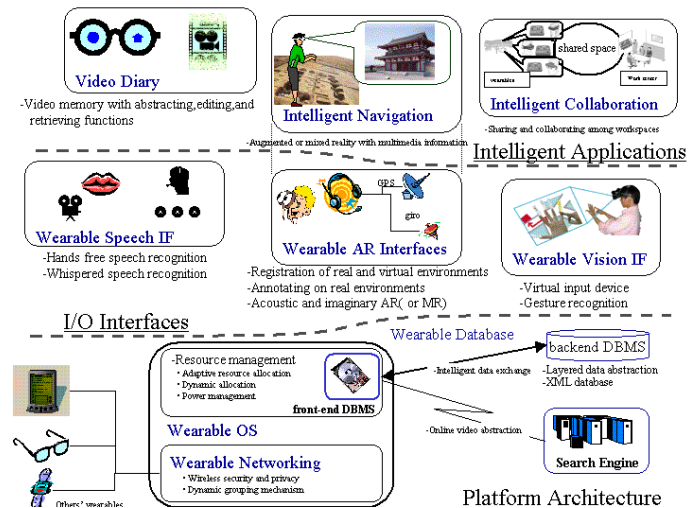 Video Diary
-Video memory with abstracting,editing,and
retrieving functions
Intelligent Navigation
-Augmented or mixed reality with multimedia information
shared space
wearables
Work space
Intelligent Collaboration
-Sharing and collaborating among workspaces
Intelligent Applications
Wearable Speech IF
-Hands free speech recognition
-Whispered speech recognition
GPS
giro
Wearable AR Interfaces
-Registration of real and virtual environments
-Annotating on real environments
-Acoustic and imaginary AR( or MR)
Wearable Vision IF
-Virtual input device
-Gesture recognition
I/O Interfaces
-Resource management
• Adaptive resource allocation
• Dynamic allocation
• Power management
front-end DBMS
Wearable OS
Wearable Networking
• Wireless security and privacy
• Dynamic grouping mechanism
Others' wearables
Wearable Database
backend DBMS
-Intelligent data exchange
-Layered data abstraction
-XML database
-Online video abstraction
Search Engine
Platform Architecture